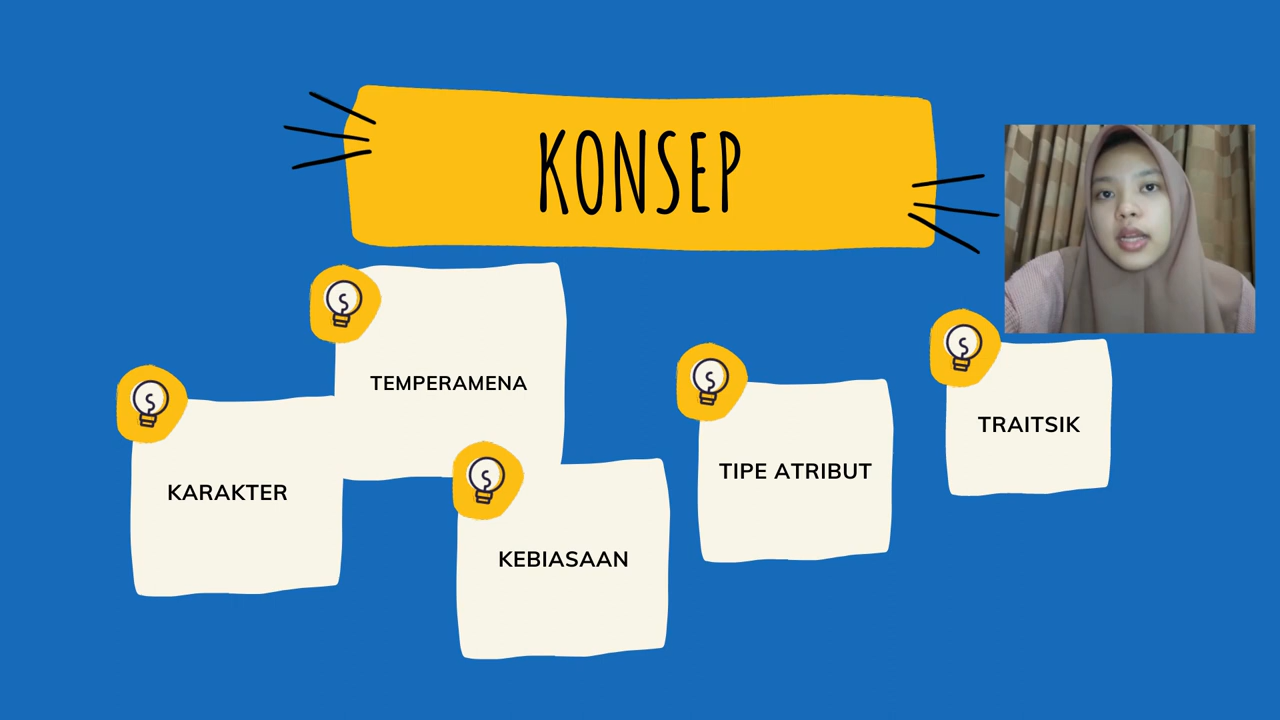 KONSEP
TEMPERAMENA
KARAKTER
KEBIASAAN
TIPE ATRIBUT
TRAITSIK